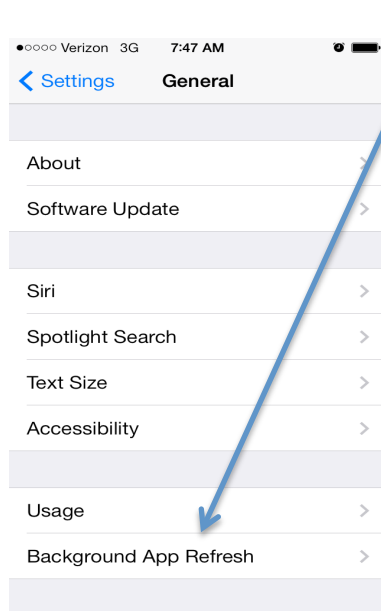 Verizon 3G 7:47 AM
Settings General
About
Software Update
Siri
Spotlight Search
Text Size
Accessibility
Usage
Background App Refresh